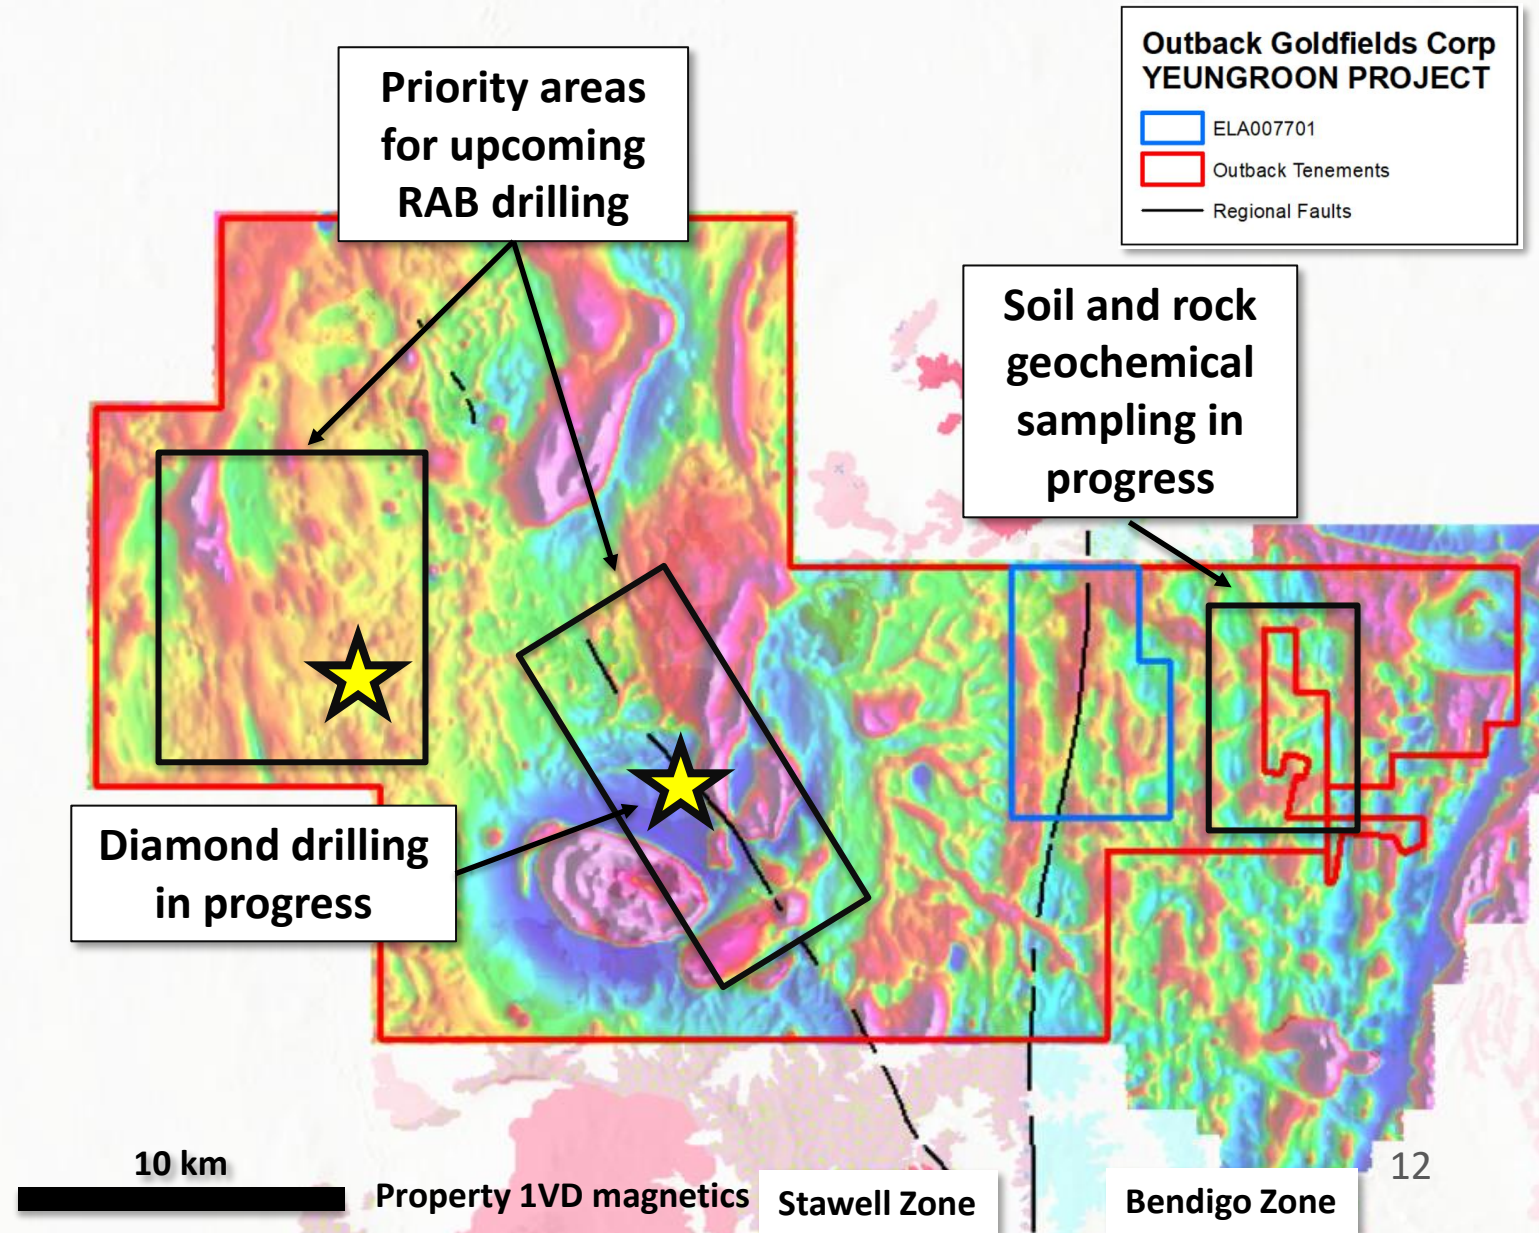 Outback Goldfields Corp
YEUNGROON PROJECT
ELA007701
Outback Tenements
Regional Faults
Priority areas
for upcoming
RAB drilling
Soil and rock
geochemical
sampling in
progress
Diamond drilling
in progress
10 km
Property 1VD magnetics
Stawell Zone
Bendigo Zone
12